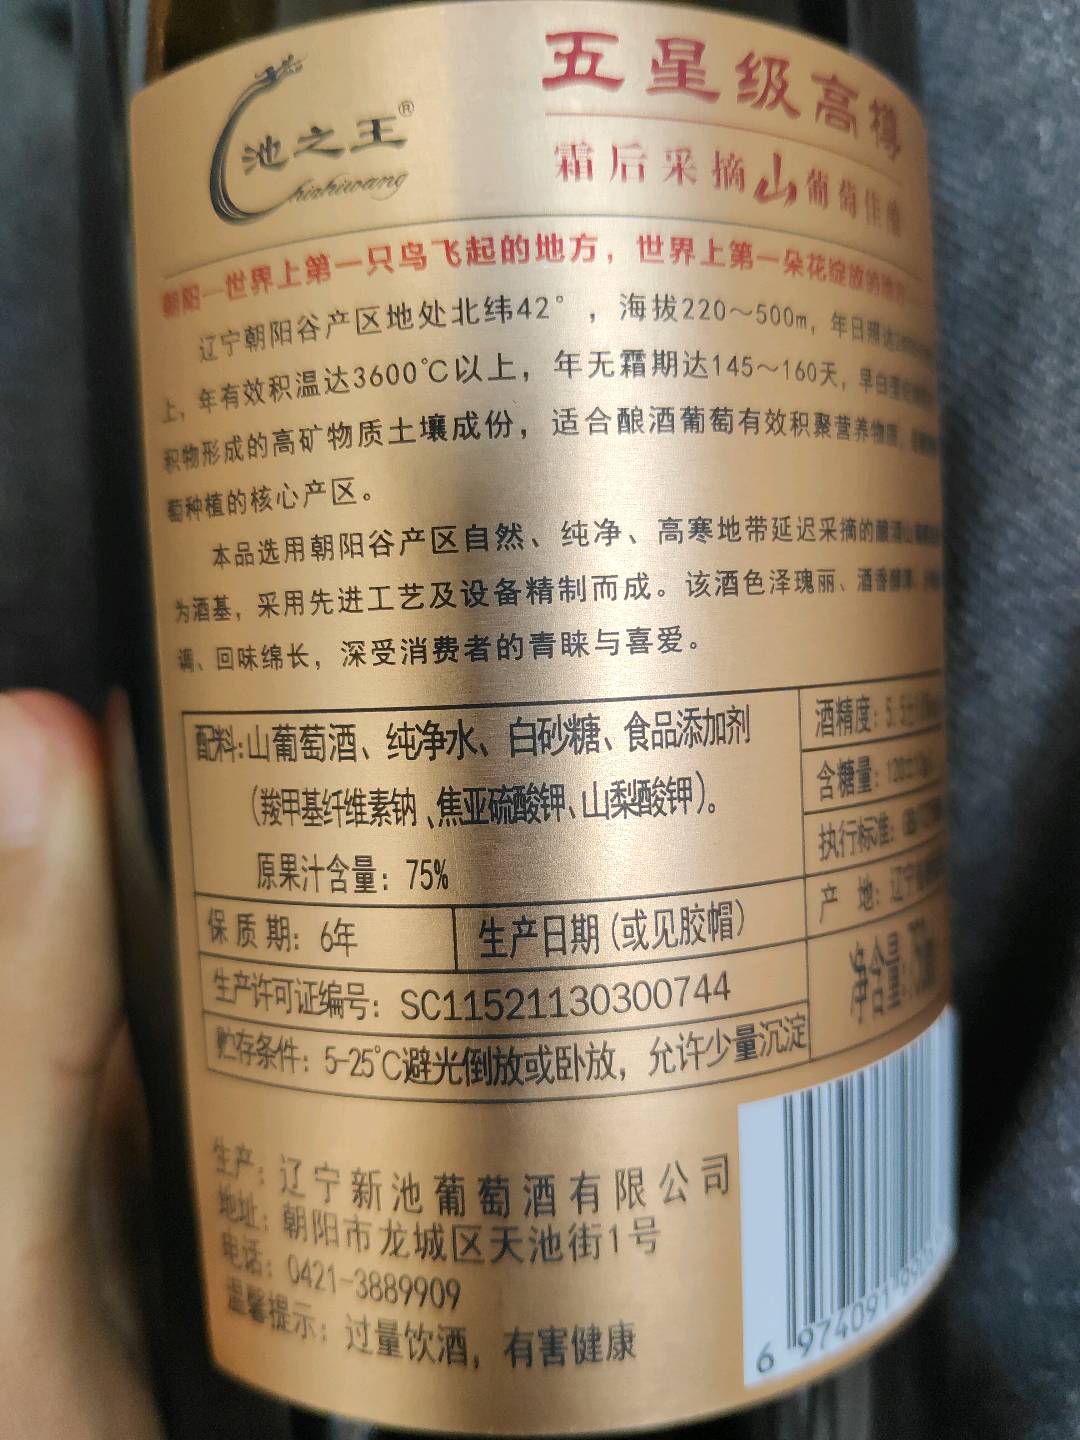 池之王®
Chizhiwang
五星级高樽
霜后采摘山葡萄佳酿
朝阳—世界上第一只鸟飞起的地方，世界上第一朵花绽放的地方
辽宁朝阳谷产区地处北纬42°，海拔220～500m，年日照达
上，年有效积温达3600℃以上，年无霜期达145～160天，早白垩纪
积物形成的高矿物质土壤成份，适合酿酒葡萄有效积聚营养物质，
萄种植的核心产区。
本品选用朝阳谷产区自然、纯净、高寒地带延迟采摘的酿酒山
为酒基，采用先进工艺及设备精制而成。该酒色泽瑰丽、酒香醇
调、回味绵长，深受消费者的青睐与喜爱。
配料:山葡萄酒、纯净水、白砂糖、食品添加剂
(羧甲基纤维素钠、焦亚硫酸钾、山梨酸钾)。
原果汁含量：75%
酒精度：5.5
含糖量：
执行标准：
产 地：辽宁
净含量：
保质期：6年
生产日期(或见胶帽)
生产许可证编号：SC11521130300744
贮存条件：5-25℃避光倒放或卧放，允许少量沉淀
生产：辽宁新池葡萄酒有限公司
地址：朝阳市龙城区天池街1号
电话：0421-3889909
温馨提示：过量饮酒，有害健康
6 974091